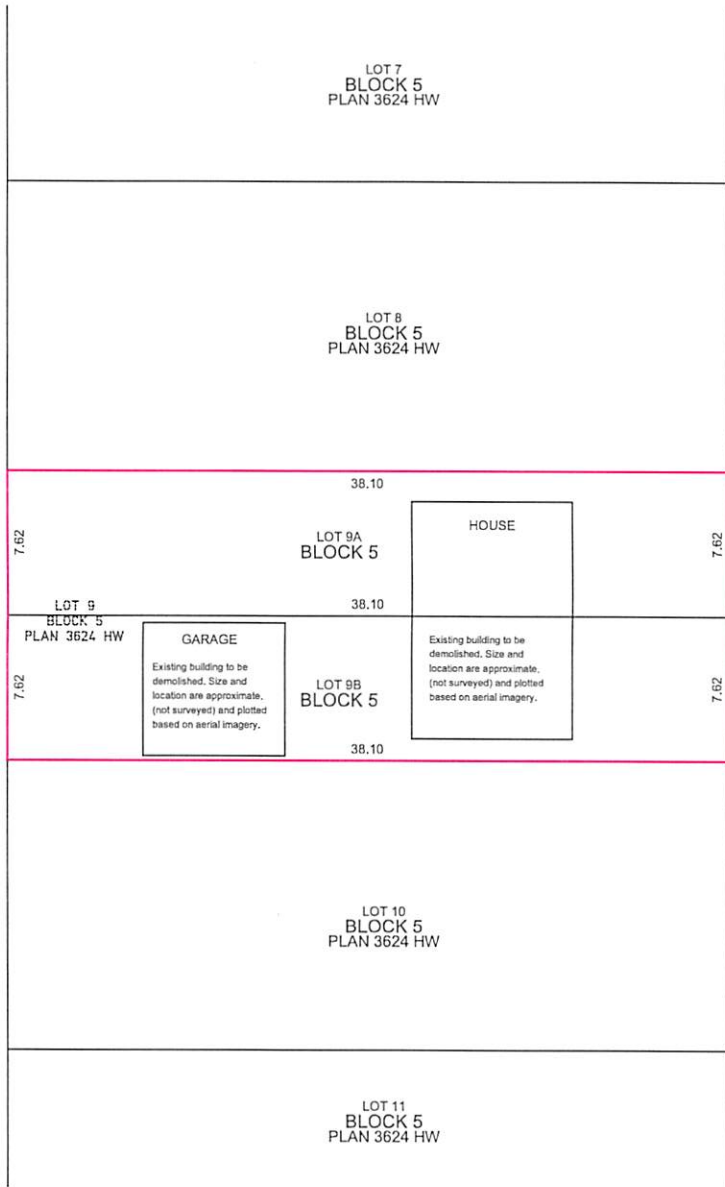 LOT 7
BLOCK 5
PLAN 3624 HW
LOT 8
BLOCK 5
PLAN 3624 HW
38.10
7.62
LOT 9A
BLOCK 5
HOUSE
7.62
38.10
LOT 9
BLOCK 5
PLAN 3624 HW
GARAGE
Existing building to be
demolished. Size and
location are approximate,
(not surveyed) and plotted
based on aerial imagery.
7.62
LOT 9B
BLOCK 5
Existing building to be
demolished. Size and
location are approximate,
(not surveyed) and plotted
based on aerial imagery.
7.62
38.10
LOT 10
BLOCK 5
PLAN 3624 HW
LOT 11
BLOCK 5
PLAN 3624 HW